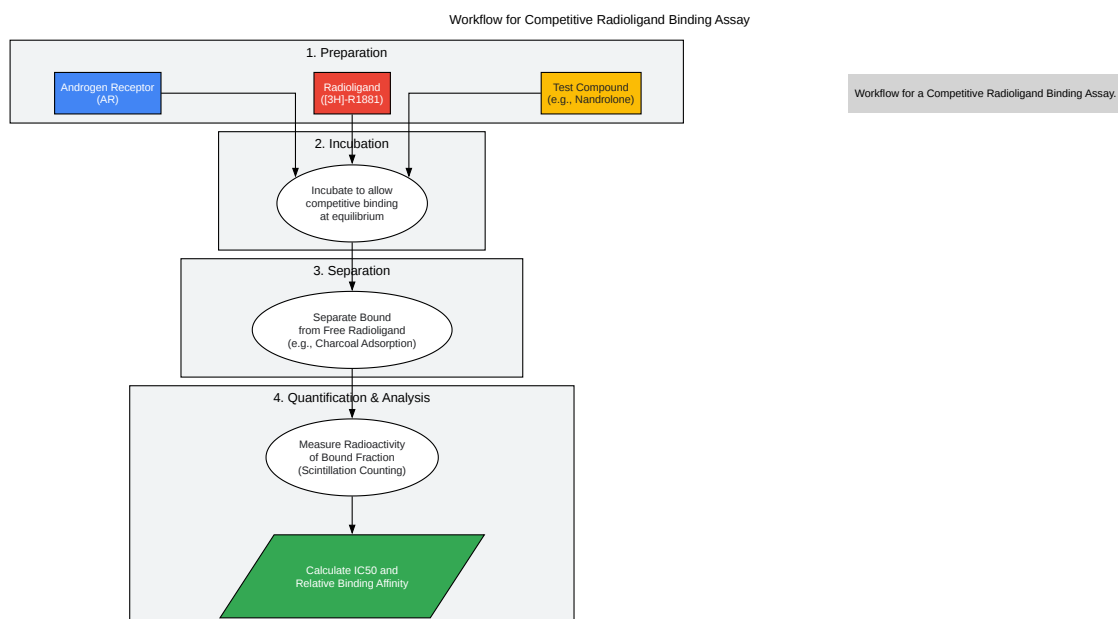 Workflow for Competitive Radioligand Binding Assay
1. Preparation
Androgen Receptor
(AR)
Radioligand
([3H]-R1881)
Test Compound
(e.g., Nandrolone)
Workflow for a Competitive Radioligand Binding Assay.
2. Incubation
Incubate to allow
competitive binding
at equilibrium
3. Separation
Separate Bound
from Free Radioligand
(e.g., Charcoal Adsorption)
4. Quantification & Analysis
Measure Radioactivity
of Bound Fraction
(Scintillation Counting)
Calculate IC50 and
Relative Binding Affinity